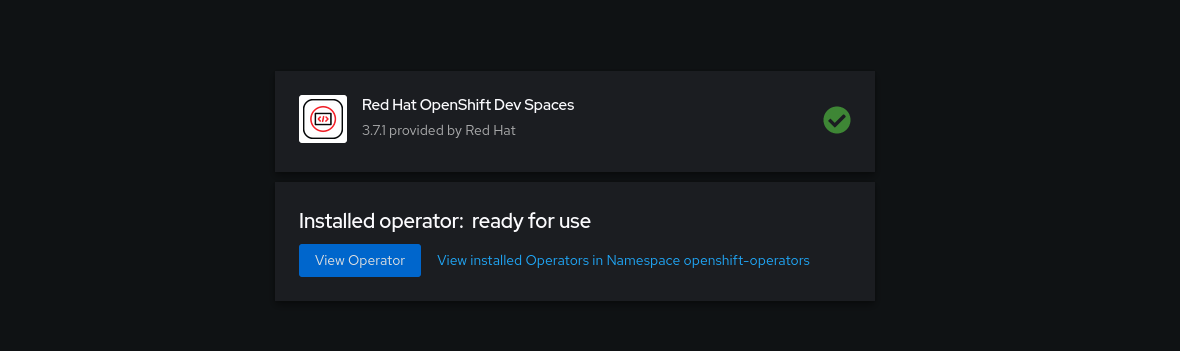 Red Hat OpenShift Dev Spaces
3.7.1 provided by Red Hat
Installed operator: ready for use
View Operator
View installed Operators in Namespace openshift-operators